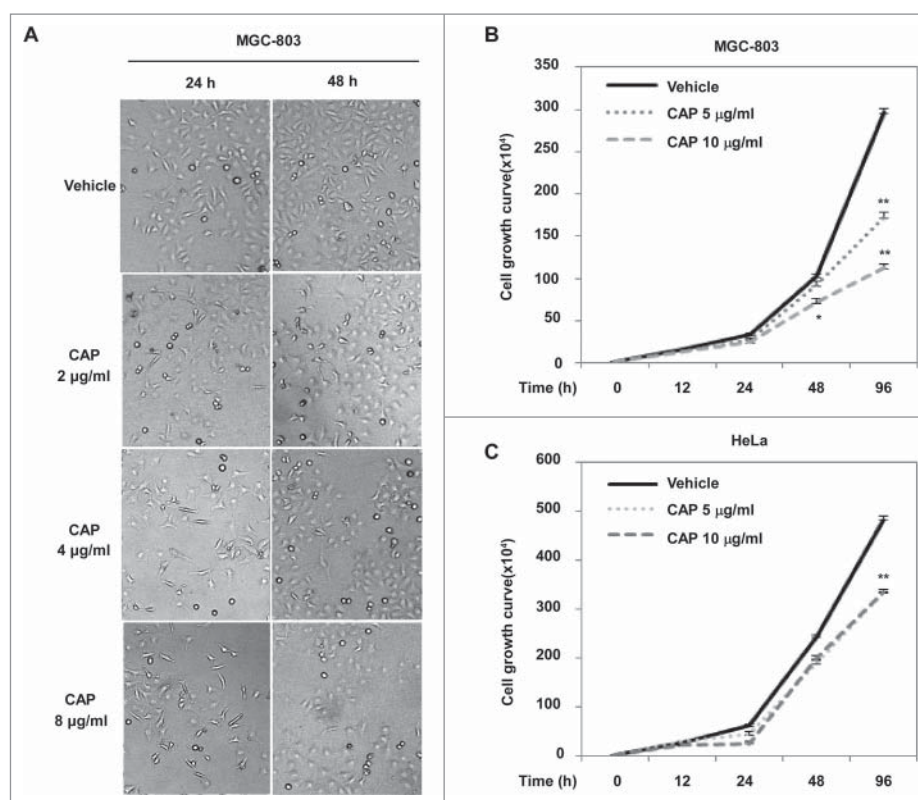 A
MGC-803
24 h
48 h
Vehicle
CAP
2 µg/ml
CAP
4 µg/ml
CAP
8 µg/ml
B
MGC-803
Cell growth curve(x10⁴)
350
300
250
200
150
100
50
0
Vehicle
CAP 5 µg/ml
CAP 10 µg/ml
**
**
*
Time (h)
0
12
24
48
96
C
HeLa
Cell growth curve(x10⁴)
600
500
400
300
200
100
0
Vehicle
CAP 5 µg/ml
CAP 10 µg/ml
**
Time (h)
0
12
24
48
96